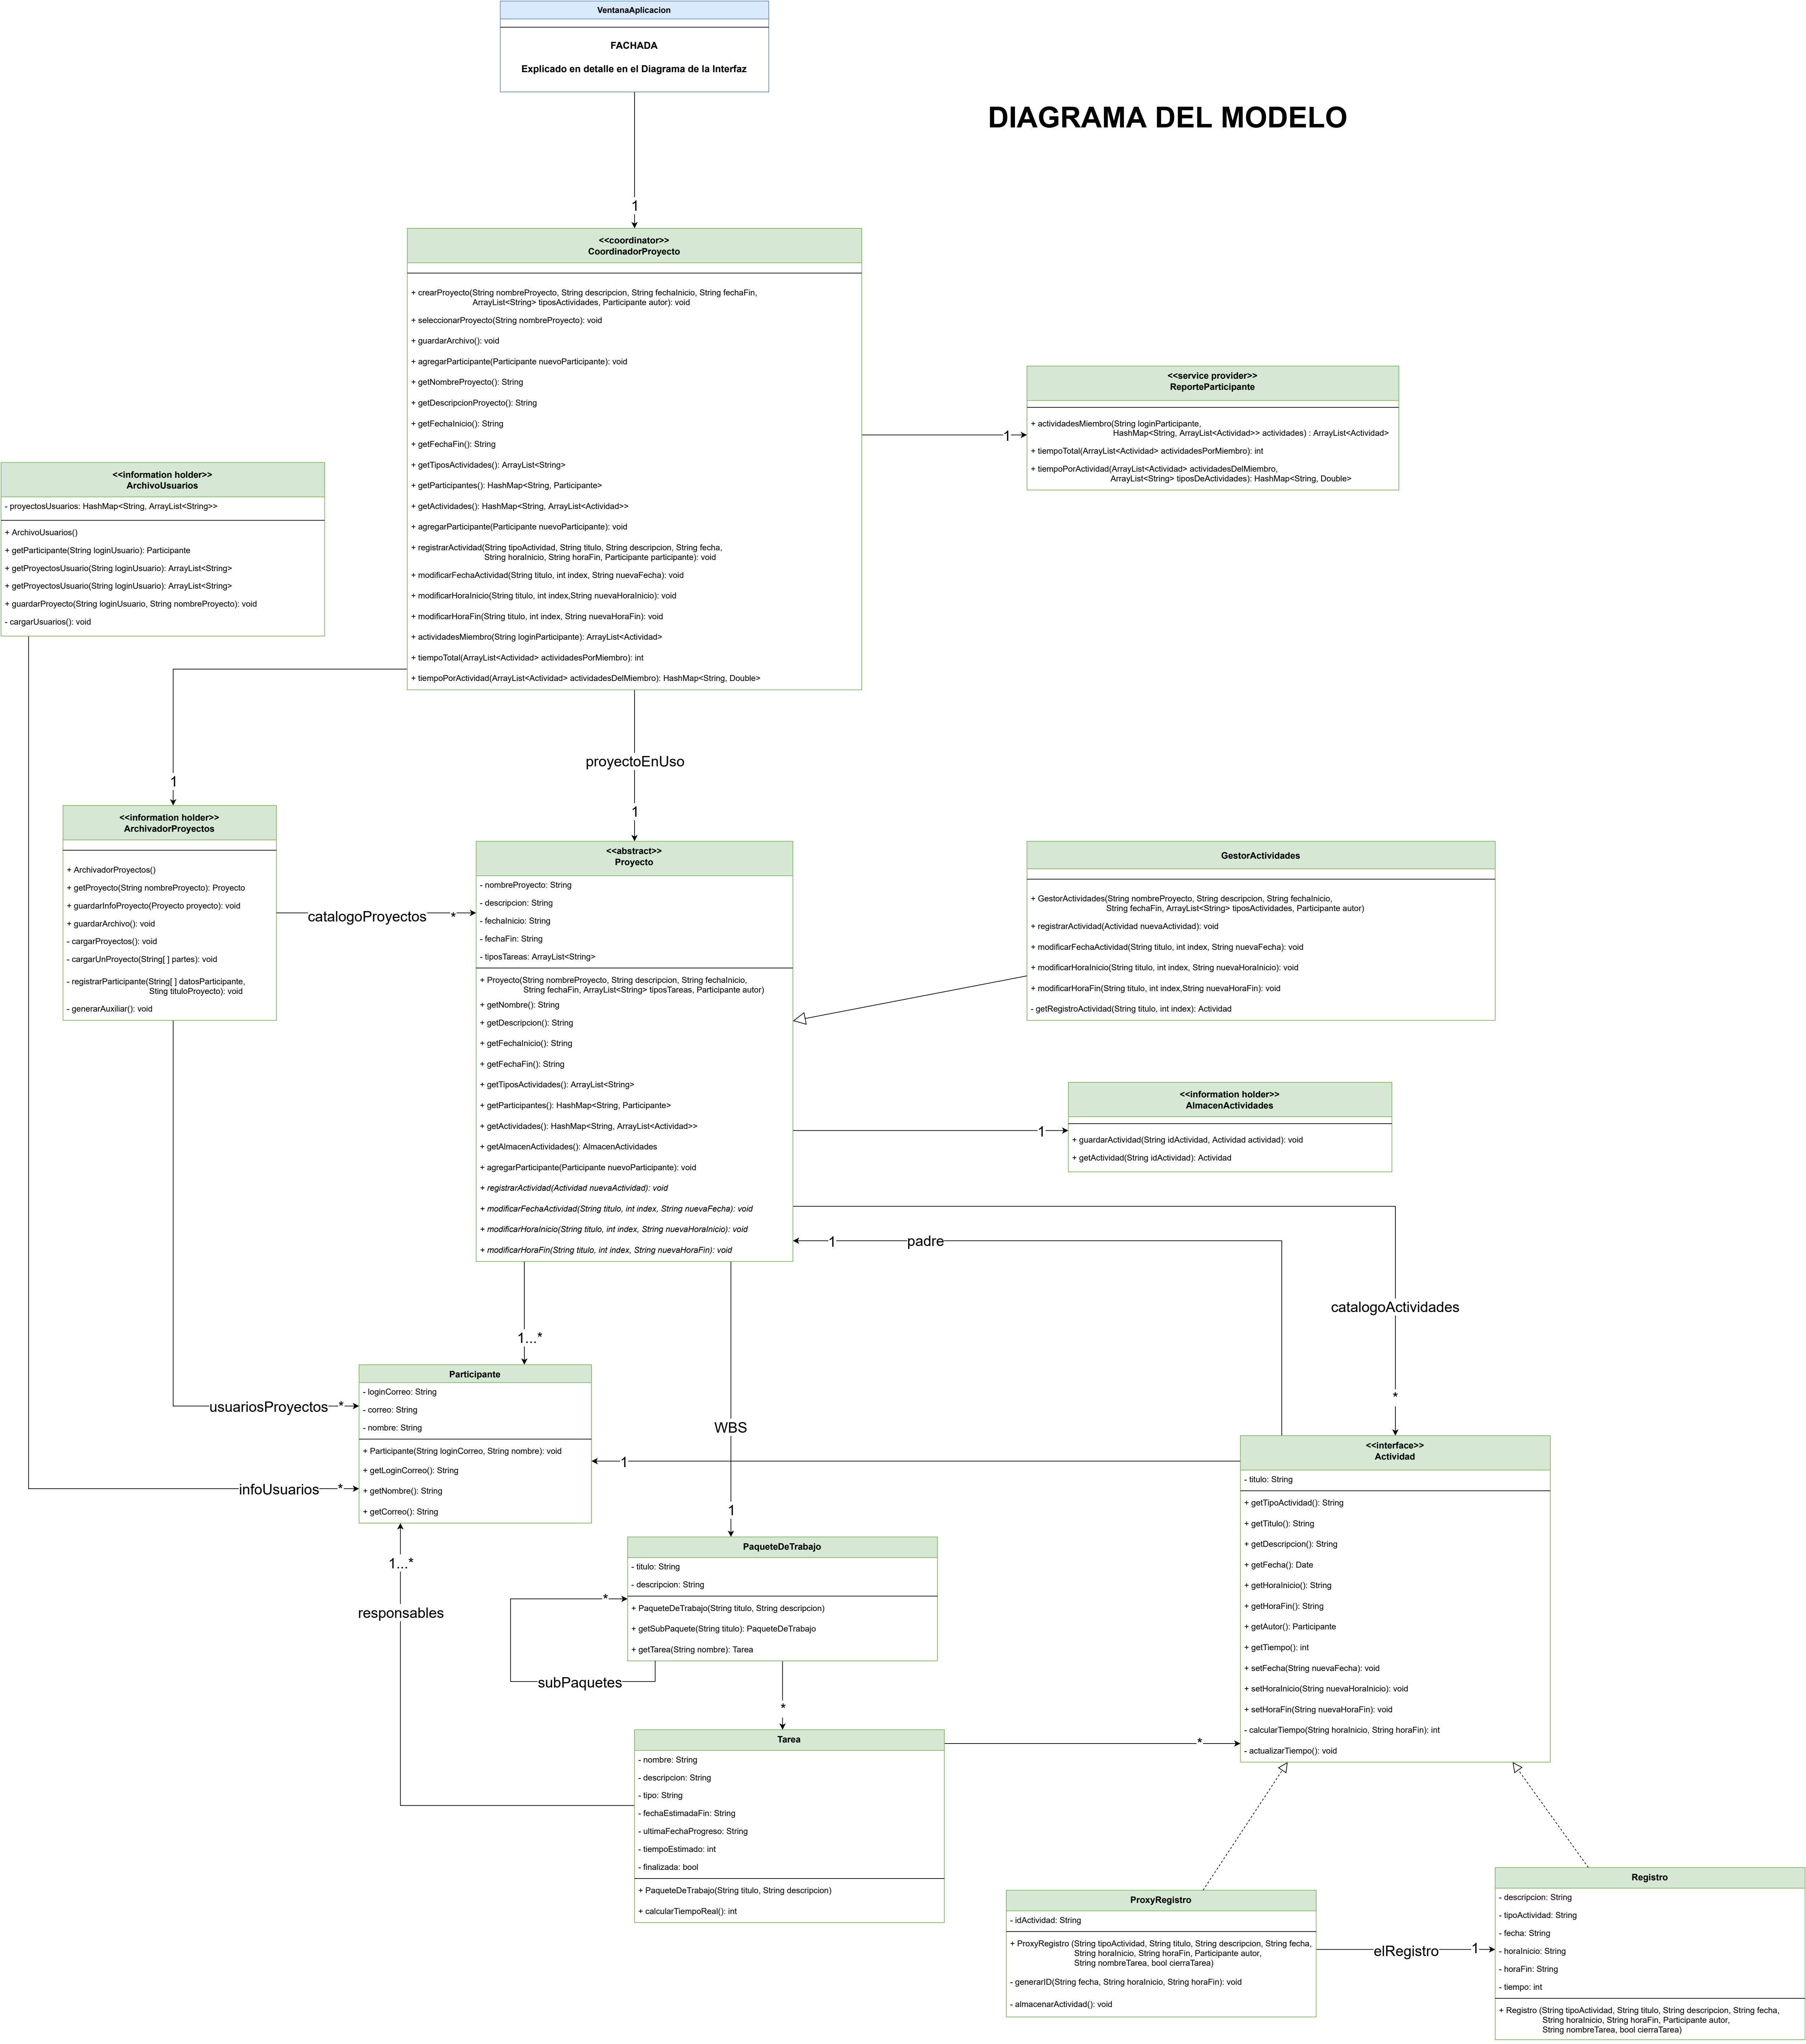 VentanaAplicacion
FACHADA
Explicado en detalle en el Diagrama de la Interfaz
DIAGRAMA DEL MODELO
1
<<coordinator>>
CoordinadorProyecto
+ crearProyecto(String nombreProyecto, String descripcion, String fechaInicio, String fechaFin,
ArrayList<String> tiposActividades, Participante autor): void
+ seleccionarProyecto(String nombreProyecto): void
+ guardarArchivo(): void
+ agregarParticipante(Participante nuevoParticipante): void
+ getNombreProyecto(): String
+ getDescripcionProyecto(): String
+ getFechaInicio(): String
+ getFechaFin(): String
+ getTiposActividades(): ArrayList<String>
+ getParticipantes(): HashMap<String, Participante>
+ getActividades(): HashMap<String, ArrayList<Actividad>>
+ agregarParticipante(Participante nuevoParticipante): void
+ registrarActividad(String tipoActividad, String titulo, String descripcion, String fecha,
String horaInicio, String horaFin, Participante participante): void
+ modificarFechaActividad(String titulo, int index, String nuevaFecha): void
+ modificarHoraInicio(String titulo, int index,String nuevaHoraInicio): void
+ modificarHoraFin(String titulo, int index, String nuevaHoraFin): void
+ actividadesMiembro(String loginParticipante): ArrayList<Actividad>
+ tiempoTotal(ArrayList<Actividad> actividadesPorMiembro): int
+ tiempoPorActividad(ArrayList<Actividad> actividadesDelMiembro): HashMap<String, Double>
1
<<service provider>>
ReporteParticipante
+ actividadesMiembro(String loginParticipante,
HashMap<String, ArrayList<Actividad>> actividades) : ArrayList<Actividad>
+ tiempoTotal(ArrayList<Actividad> actividadesPorMiembro): int
+ tiempoPorActividad(ArrayList<Actividad> actividadesDelMiembro,
ArrayList<String> tiposDeActividades): HashMap<String, Double>
<<information holder>>
ArchivoUsuarios
- proyectosUsuarios: HashMap<String, ArrayList<String>>
+ ArchivoUsuarios()
+ getParticipante(String loginUsuario): Participante
+ getProyectosUsuario(String loginUsuario): ArrayList<String>
+ getProyectosUsuario(String loginUsuario): ArrayList<String>
+ guardarProyecto(String loginUsuario, String nombreProyecto): void
- cargarUsuarios(): void
1
proyectoEnUso
1
<<information holder>>
ArchivadorProyectos
+ ArchivadorProyectos()
+ getProyecto(String nombreProyecto): Proyecto
+ guardarInfoProyecto(Proyecto proyecto): void
+ guardarArchivo(): void
- cargarProyectos(): void
- cargarUnProyecto(String[ ] partes): void
- registrarParticipante(String[ ] datosParticipante,
String tituloProyecto): void
- generarAuxiliar(): void
catalogoProyectos
*
<<abstract>>
Proyecto
- nombreProyecto: String
- descripcion: String
- fechaInicio: String
- fechaFin: String
- tiposTareas: ArrayList<String>
+ Proyecto(String nombreProyecto, String descripcion, String fechaInicio,
String fechaFin, ArrayList<String> tiposTareas, Participante autor)
+ getNombre(): String
+ getDescripcion(): String
+ getFechaInicio(): String
+ getFechaFin(): String
+ getTiposActividades(): ArrayList<String>
+ getParticipantes(): HashMap<String, Participante>
+ getActividades(): HashMap<String, ArrayList<Actividad>>
+ getAlmacenActividades(): AlmacenActividades
+ agregarParticipante(Participante nuevoParticipante): void
+ registrarActividad(Actividad nuevaActividad): void
+ modificarFechaActividad(String titulo, int index, String nuevaFecha): void
+ modificarHoraInicio(String titulo, int index, String nuevaHoraInicio): void
+ modificarHoraFin(String titulo, int index, String nuevaHoraFin): void
GestorActividades
+ GestorActividades(String nombreProyecto, String descripcion, String fechaInicio,
String fechaFin, ArrayList<String> tiposActividades, Participante autor)
+ registrarActividad(Actividad nuevaActividad): void
+ modificarFechaActividad(String titulo, int index, String nuevaFecha): void
+ modificarHoraInicio(String titulo, int index, String nuevaHoraInicio): void
+ modificarHoraFin(String titulo, int index,String nuevaHoraFin): void
- getRegistroActividad(String titulo, int index): Actividad
1
<<information holder>>
AlmacenActividades
+ guardarActividad(String idActividad, Actividad actividad): void
+ getActividad(String idActividad): Actividad
1
padre
catalogoActividades
*
1...*
Participante
- loginCorreo: String
- correo: String
- nombre: String
+ Participante(String loginCorreo, String nombre): void
+ getLoginCorreo(): String
+ getNombre(): String
+ getCorreo(): String
usuariosProyectos
*
infoUsuarios
*
1
WBS
1
1...*
responsables
<<interface>>
Actividad
- titulo: String
+ getTipoActividad(): String
+ getTitulo(): String
+ getDescripcion(): String
+ getFecha(): Date
+ getHoraInicio(): String
+ getHoraFin(): String
+ getAutor(): Participante
+ getTiempo(): int
+ setFecha(String nuevaFecha): void
+ setHoraInicio(String nuevaHoraInicio): void
+ setHoraFin(String nuevaHoraFin): void
- calcularTiempo(String horaInicio, String horaFin): int
- actualizarTiempo(): void
PaqueteDeTrabajo
- titulo: String
- descripcion: String
+ PaqueteDeTrabajo(String titulo, String descripcion)
+ getSubPaquete(String titulo): PaqueteDeTrabajo
+ getTarea(String nombre): Tarea
*
subPaquetes
*
Tarea
- nombre: String
- descripcion: String
- tipo: String
- fechaEstimadaFin: String
- ultimaFechaProgreso: String
- tiempoEstimado: int
- finalizada: bool
+ PaqueteDeTrabajo(String titulo, String descripcion)
+ calcularTiempoReal(): int
*
ProxyRegistro
- idActividad: String
+ ProxyRegistro (String tipoActividad, String titulo, String descripcion, String fecha,
String horaInicio, String horaFin, Participante autor,
String nombreTarea, bool cierraTarea)
- generarID(String fecha, String horaInicio, String horaFin): void
- almacenarActividad(): void
elRegistro
1
Registro
- descripcion: String
- tipoActividad: String
- fecha: String
- horaInicio: String
- horaFin: String
- tiempo: int
+ Registro (String tipoActividad, String titulo, String descripcion, String fecha,
String horaInicio, String horaFin, Participante autor,
String nombreTarea, bool cierraTarea)